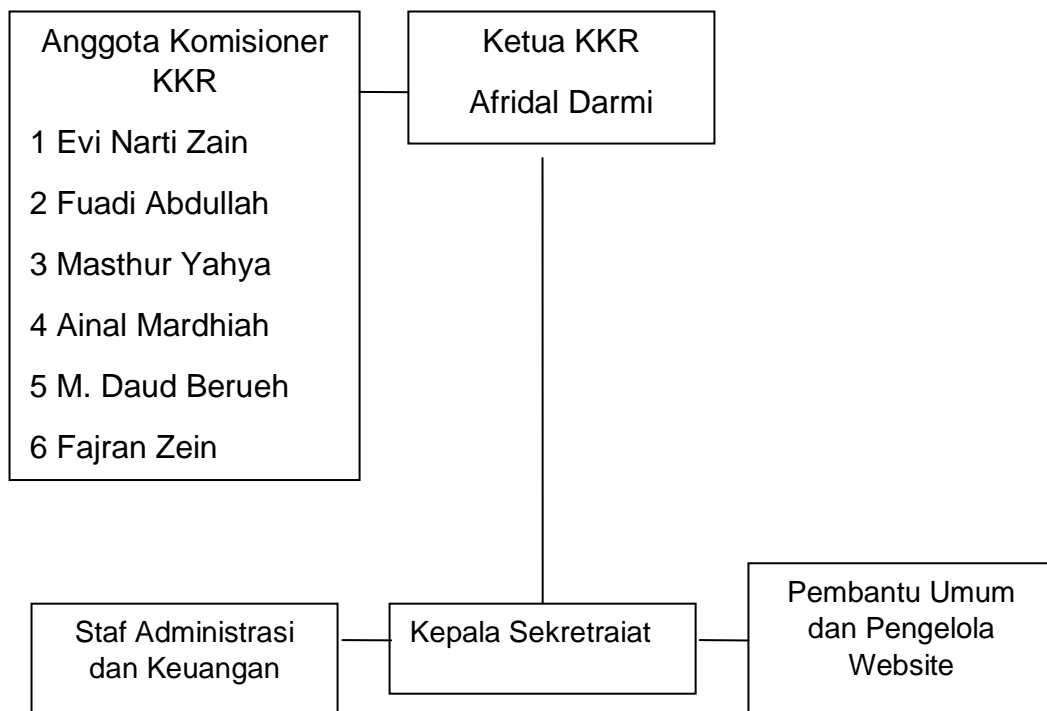 Anggota Komisioner
KKR
1 Evi Narti Zain
2 Fuadi Abdullah
3 Masthur Yahya
4 Ainal Mardhiah
5 M. Daud Berueh
6 Fajran Zein
Ketua KKR
Afridal Darmi
Staf Administrasi
dan Keuangan
Kepala Sekretraiat
Pembantu Umum
dan Pengelola
Website